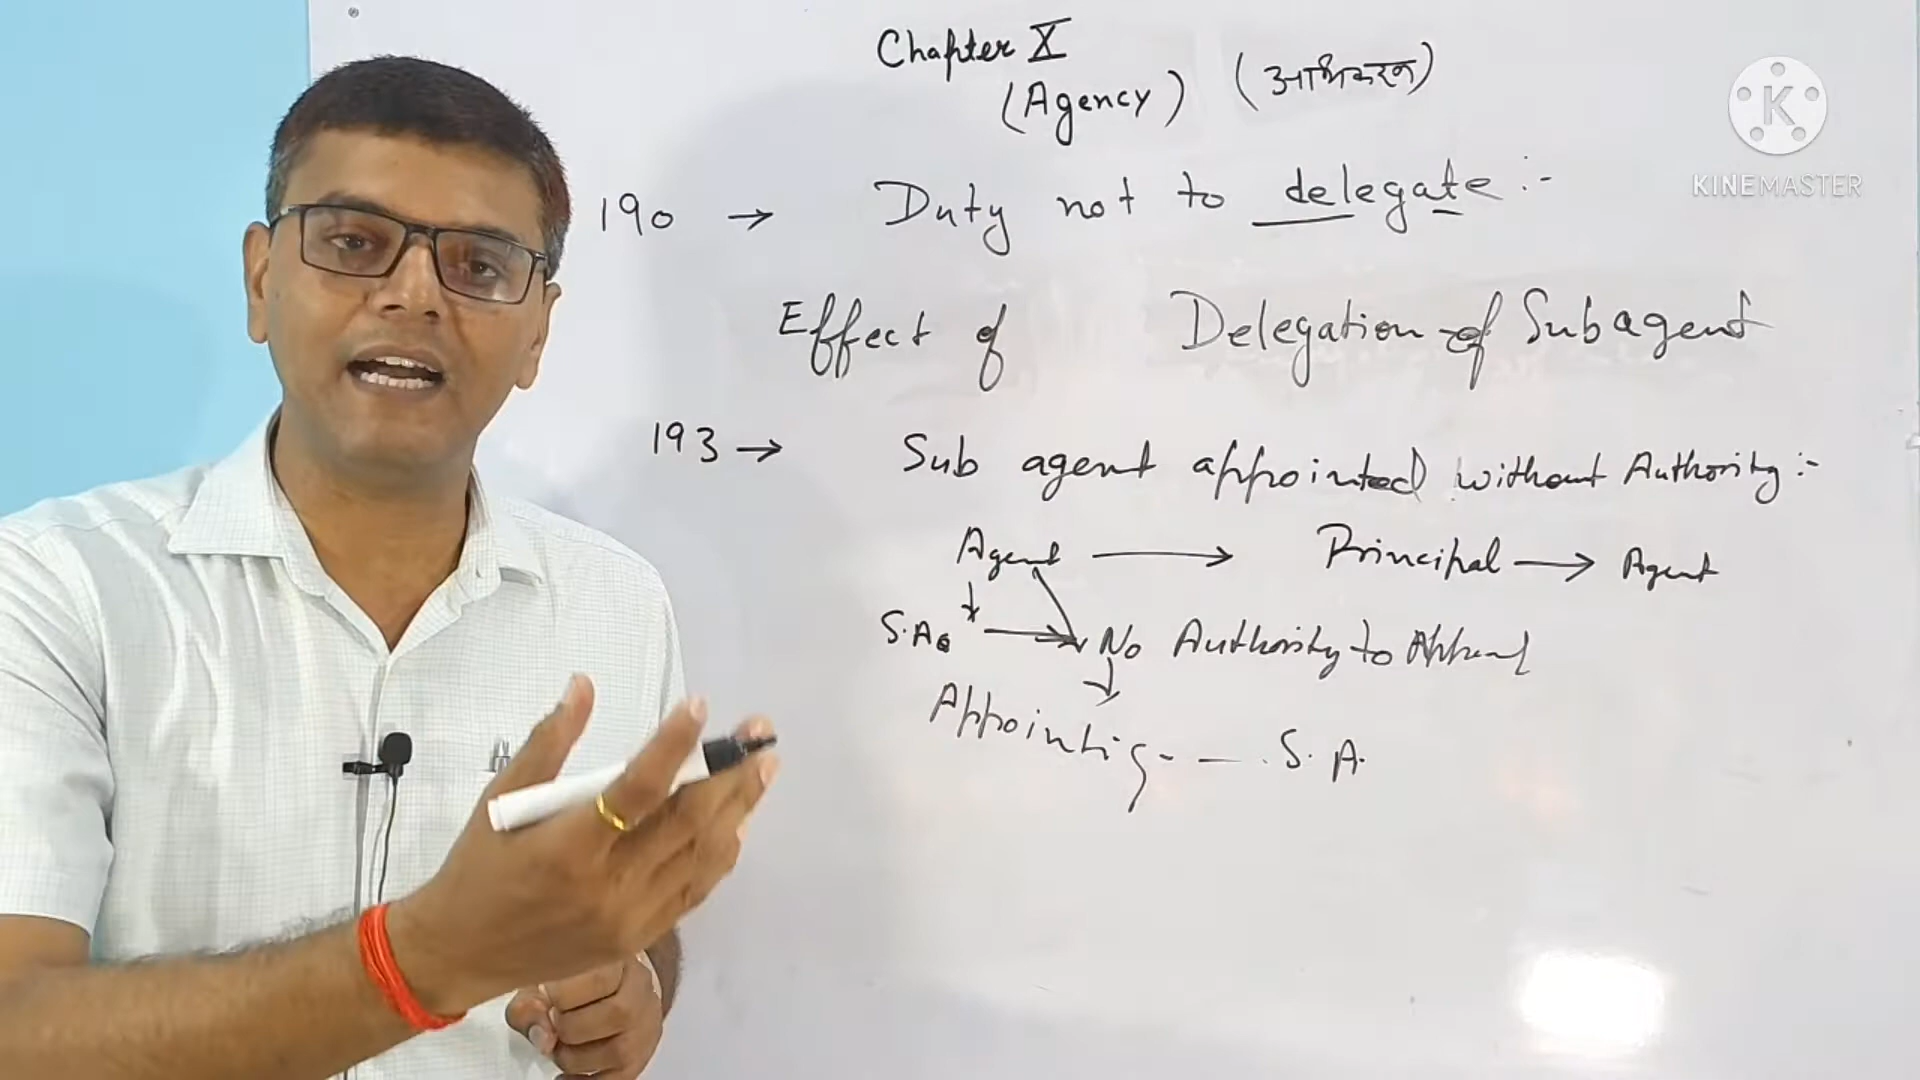 Chapter X
(Agency) (अभिकरण)
190 → Duty not to delegate :-
Effect of Delegation of Subagent
193 → Sub agent appointed without Authority :-
Agent → Principal → Agent
S.A → No Authority to
Appointing - - . S. A.
K
KINEMASTER